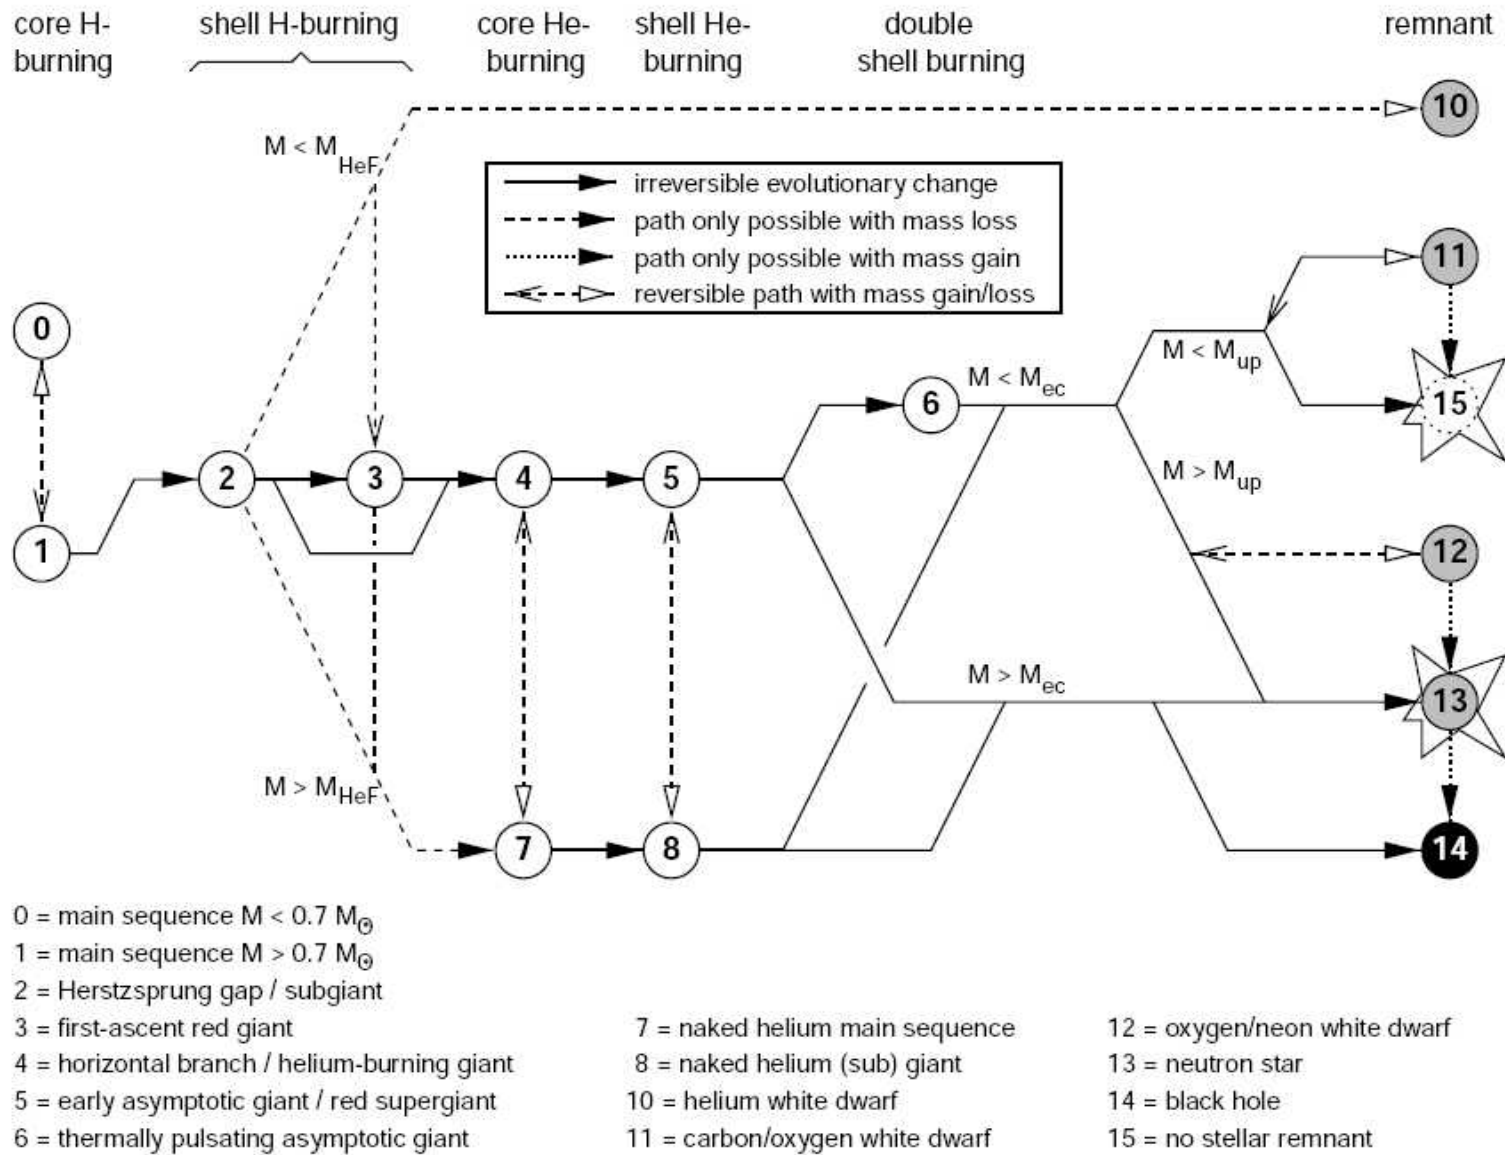 core H-
burning
shell H-burning
core He-
burning
shell He-
burning
double
shell burning
remnant
10
M < M_HeF
irreversible evolutionary change
path only possible with mass loss
path only possible with mass gain
reversible path with mass gain/loss
11
0
M < M_up
M < M_ec
6
15
2
3
4
5
M > M_up
1
12
M > M_ec
13
M > M_HeF
7
8
14
0 = main sequence M < 0.7 M⊙
1 = main sequence M > 0.7 M⊙
2 = Herstzsprung gap / subgiant
3 = first-ascent red giant
4 = horizontal branch / helium-burning giant
5 = early asymptotic giant / red supergiant
6 = thermally pulsating asymptotic giant
7 = naked helium main sequence
8 = naked helium (sub) giant
10 = helium white dwarf
11 = carbon/oxygen white dwarf
12 = oxygen/neon white dwarf
13 = neutron star
14 = black hole
15 = no stellar remnant